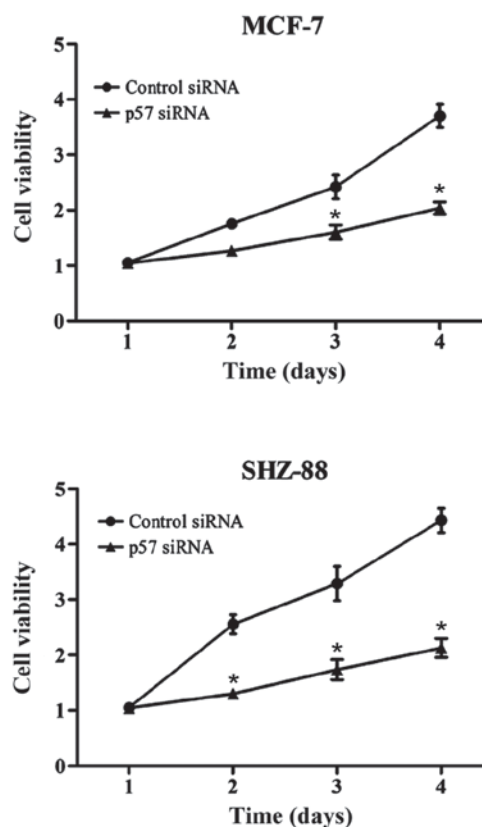 MCF-7
5
Control siRNA
p57 siRNA
4
3
2
1
0
Cell viability
*
*
1 2 3 4
Time (days)
SHZ-88
5
Control siRNA
p57 siRNA
4
3
2
1
0
Cell viability
*
*
*
1 2 3 4
Time (days)